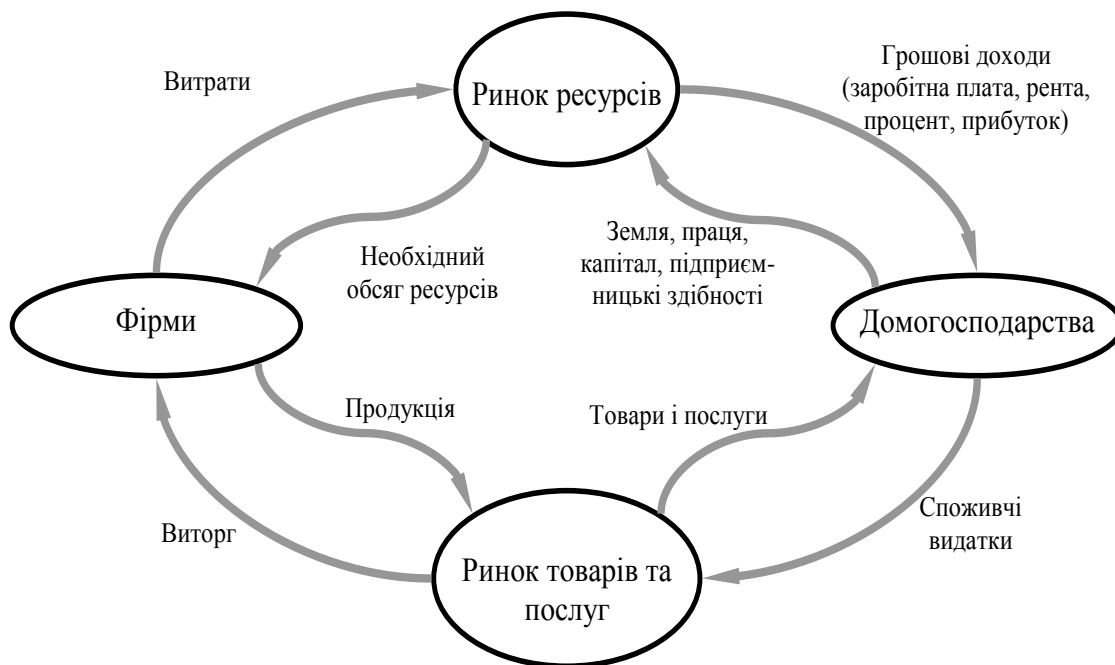 Витрати
Ринок ресурсів
Грошові доходи
(заробітна плата, рента,
процент, прибуток)
Необхідний
обсяг ресурсів
Земля, праця,
капітал, підприєм-
ницькі здібності
Фірми
Домогосподарства
Продукція
Товари і послуги
Виторг
Ринок товарів та
послуг
Споживчі
видатки